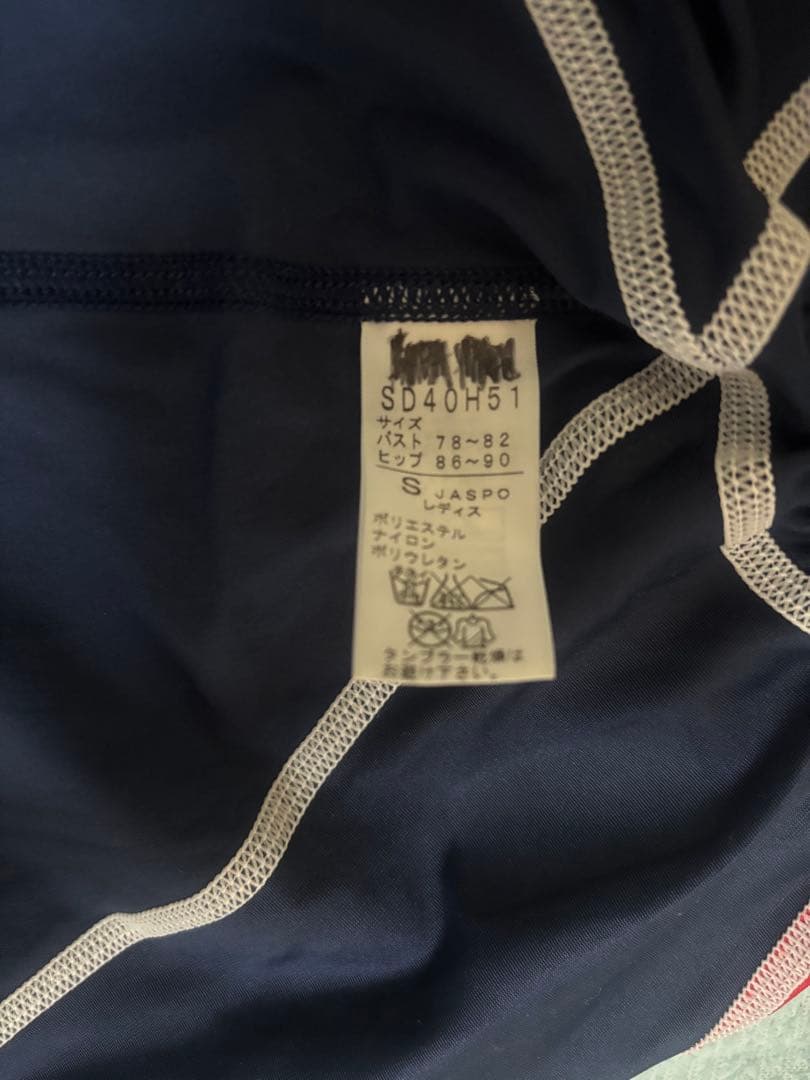 SD40H51
サイズ
バスト 78～82
ヒップ 86～90
S JASPO
レディス
ポリエステル
ナイロン
ポリウレタン
タンブラー乾燥は
お避け下さい。